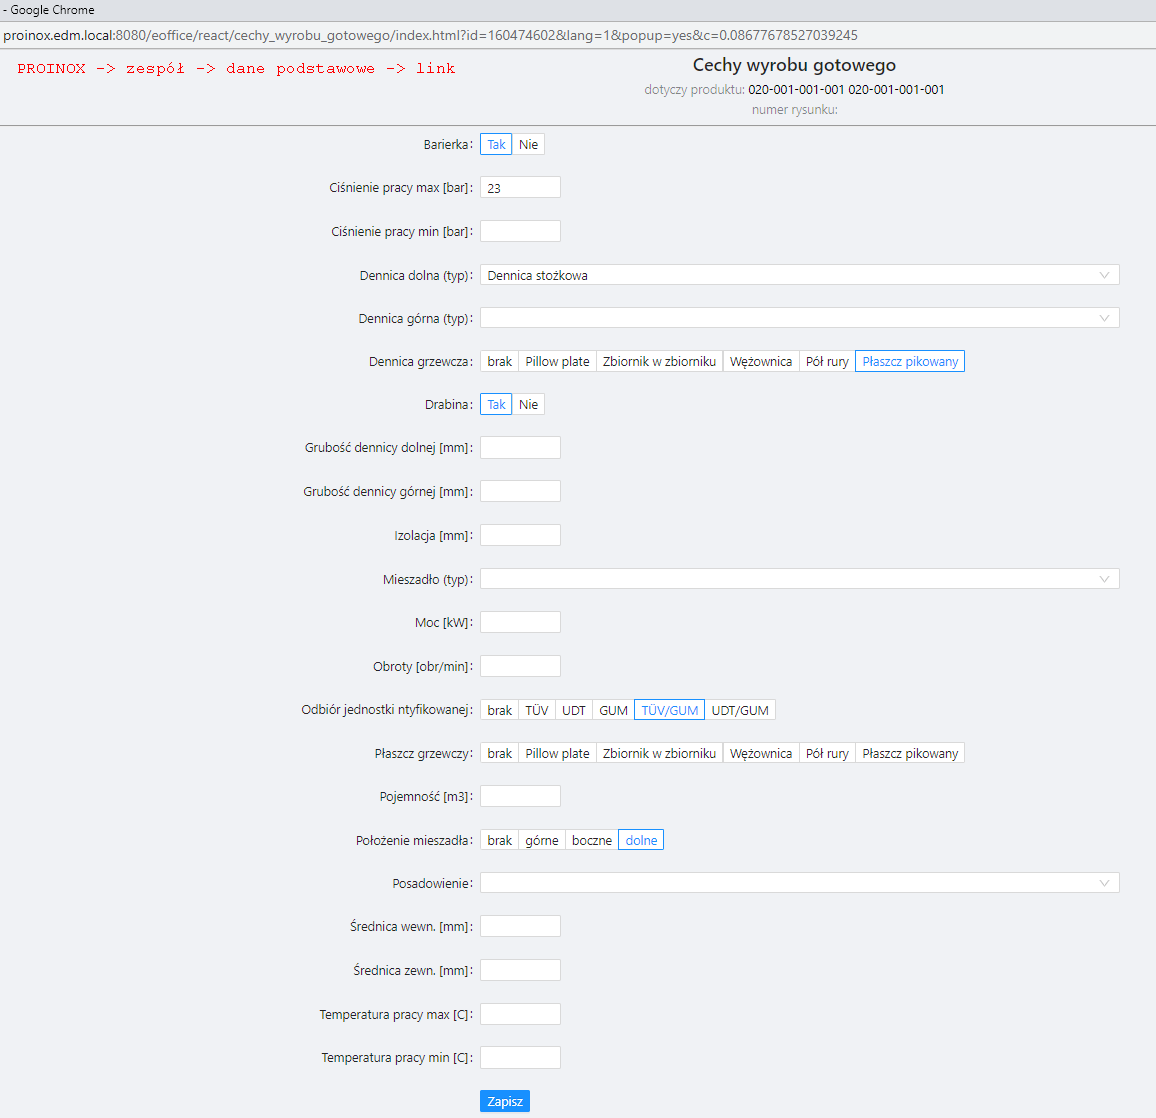 - Google Chrome
proinox.edm.local:8080/eoffice/react/cechy_wyrobu_gotowego/index.html?id=160474602&lang=1&popup=yes&c=0.08677678527039245
PROINOX -> zespół -> dane podstawowe -> link
Cechy wyrobu gotowego
dotyczy produktu: 020-001-001-001 020-001-001-001
numer rysunku:
Barierka: Tak Nie
Ciśnienie pracy max [bar]: 23
Ciśnienie pracy min [bar]:
Dennica dolna (typ): Dennica stożkowa
Dennica górna (typ):
Dennica grzewcza: brak Pillow plate Zbiornik w zbiorniku Wężownica Pół rury Płaszcz pikowany
Drabina: Tak Nie
Grubość dennicy dolnej [mm]:
Grubość dennicy górnej [mm]:
Izolacja [mm]:
Mieszadło (typ):
Moc [kW]:
Obroty [obr/min]:
Odbiór jednostki ntyfikowanej: brak TÜV UDT GUM TÜV/GUM UDT/GUM
Płaszcz grzewczy: brak Pillow plate Zbiornik w zbiorniku Wężownica Pół rury Płaszcz pikowany
Pojemność [m3]:
Położenie mieszadła: brak górne boczne dolne
Posadowienie:
Średnica wewn. [mm]:
Średnica zewn. [mm]:
Temperatura pracy max [C]:
Temperatura pracy min [C]:
Zapisz